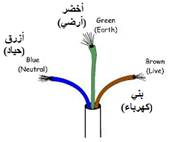 أخضر
(أرضي)
Green
(Earth)
أزرق
(حياد)
Blue
(Neutral)
Brown
(Live)
بني
(كهرباء)